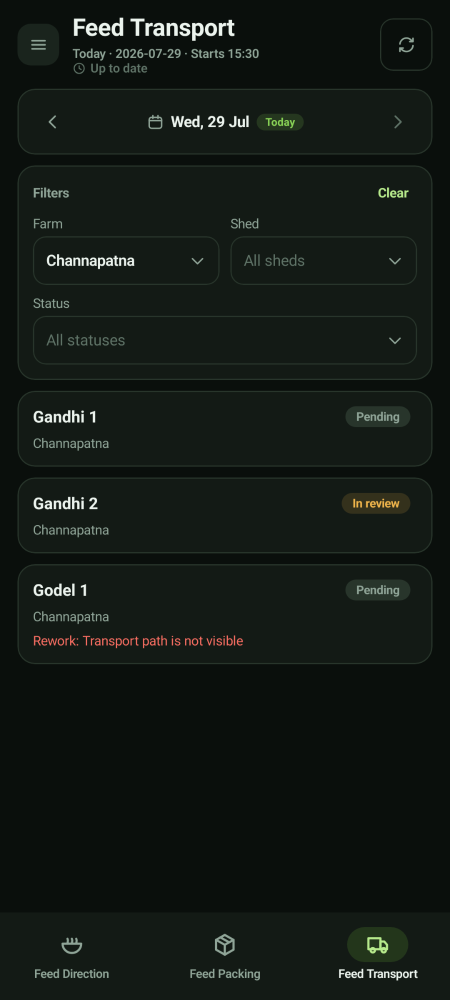 Feed Transport
Today · 2026-07-29 · Starts 15:30
Up to date
Wed, 29 Jul Today
Filters Clear
Farm Shed
Channapatna All sheds
Status
All statuses
Gandhi 1 Pending
Channapatna
Gandhi 2 In review
Channapatna
Godel 1 Pending
Channapatna
Rework: Transport path is not visible
Feed Direction Feed Packing Feed Transport